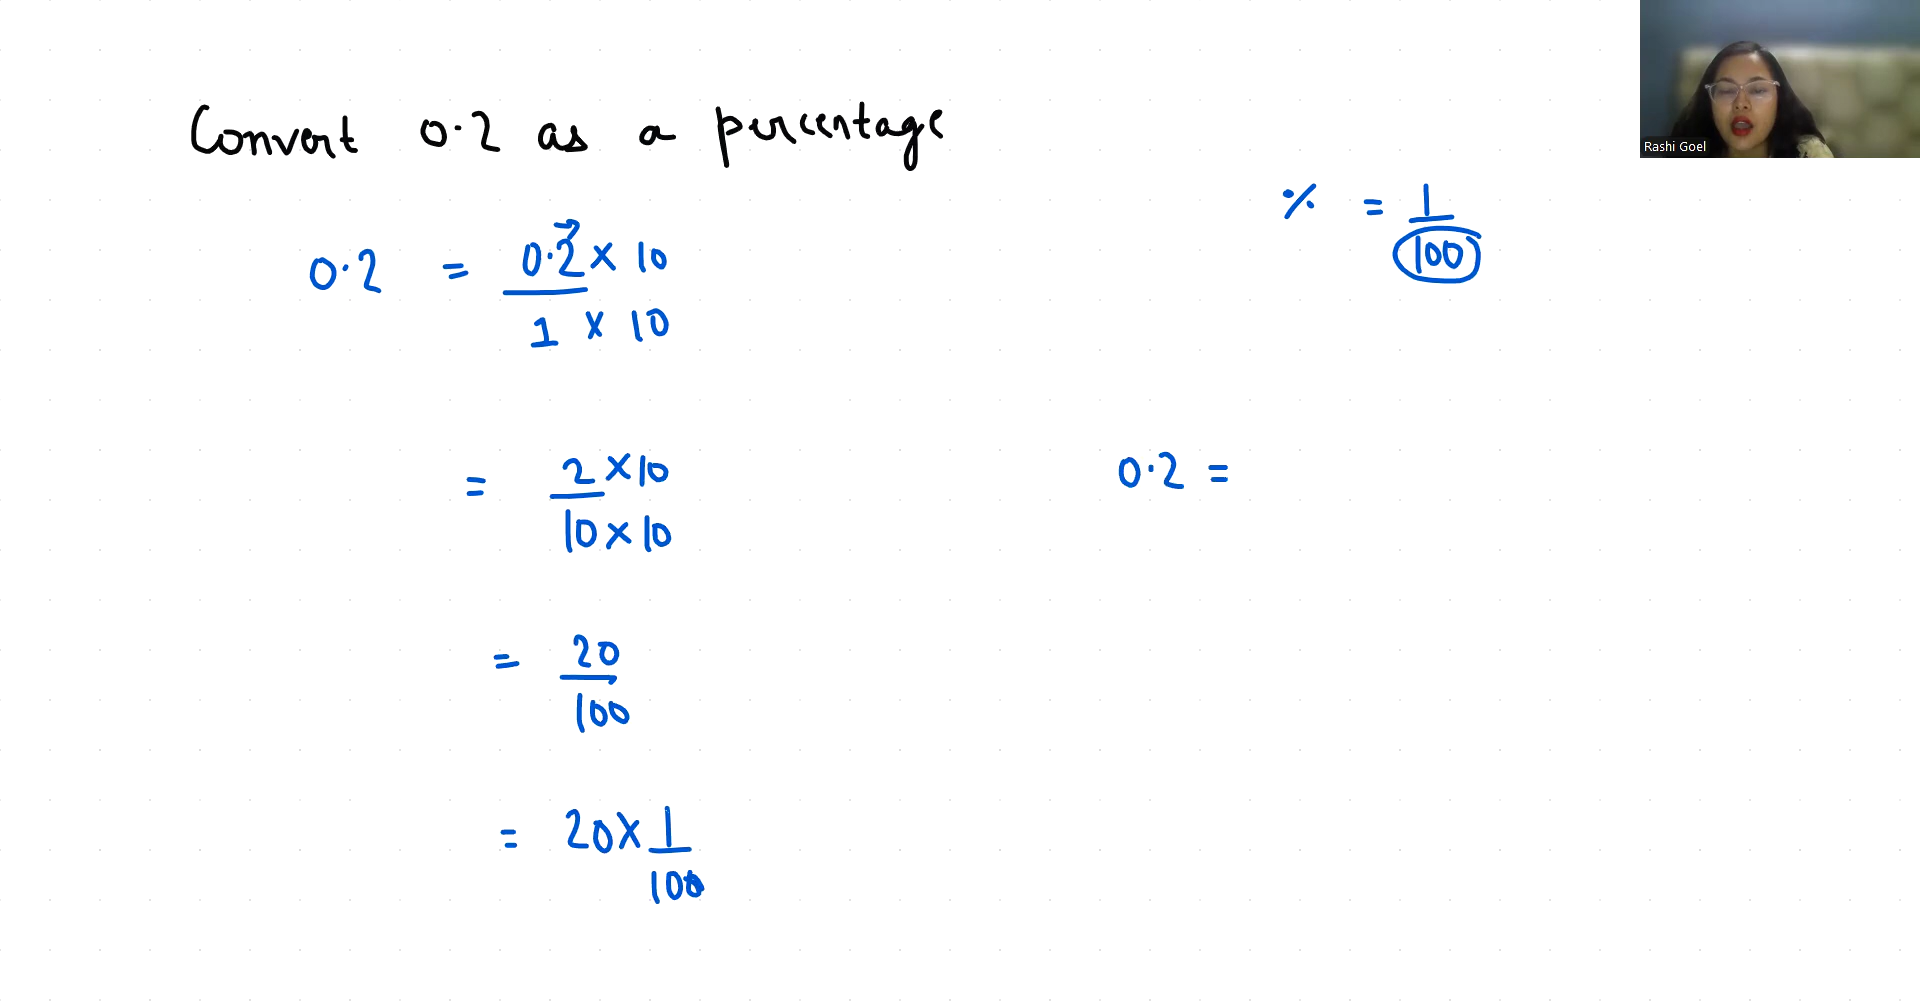 Convert 0.2 as a percentage
% = 1/100
0.2 = 0.2 × 10 / 1 × 10
= 2 × 10 / 10 × 10
0.2 =
= 20/100
= 20 × 1/100
Rashi Goel